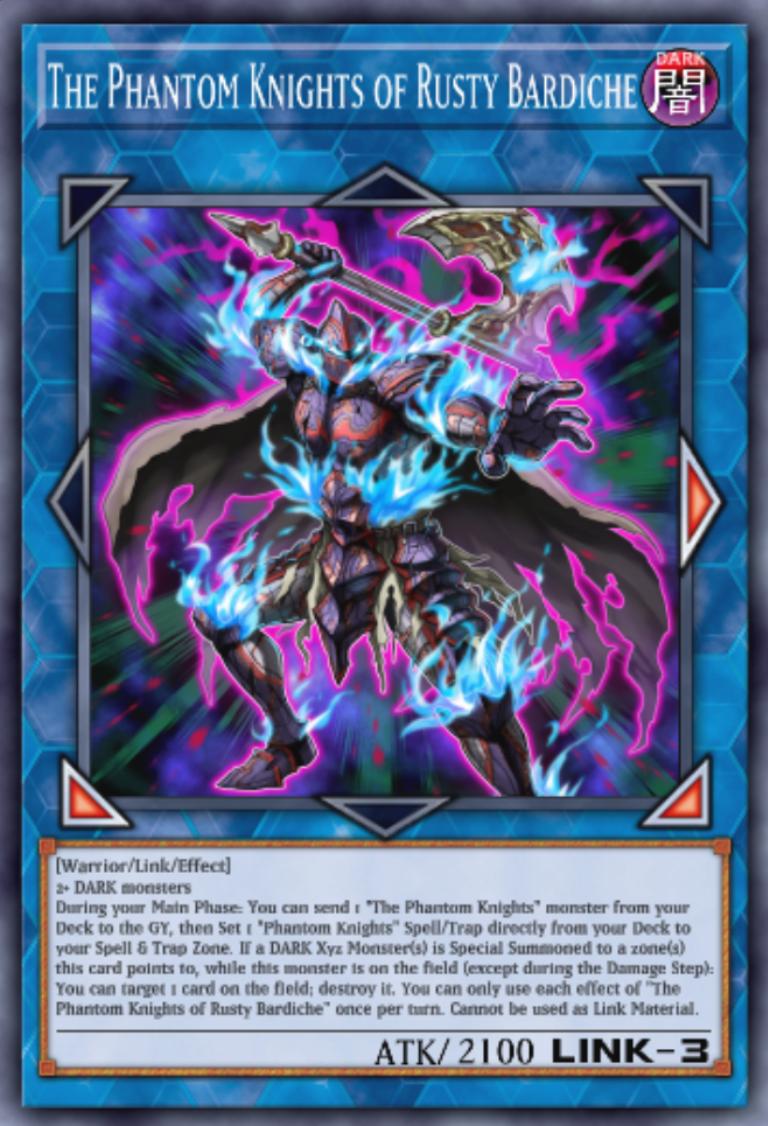 THE PHANTOM KNIGHTS OF RUSTY BARDICHE
DARK
闇
[Warrior/Link/Effect]
2+ DARK monsters
During your Main Phase: You can send 1 "The Phantom Knights" monster from your
Deck to the GY, then Set 1 "Phantom Knights" Spell/Trap directly from your Deck to
your Spell & Trap Zone. If a DARK Xyz Monster(s) is Special Summoned to a zone(s)
this card points to, while this monster is on the field (except during the Damage Step):
You can target 1 card on the field; destroy it. You can only use each effect of "The
Phantom Knights of Rusty Bardiche" once per turn. Cannot be used as Link Material.
ATK/ 2100 LINK-3